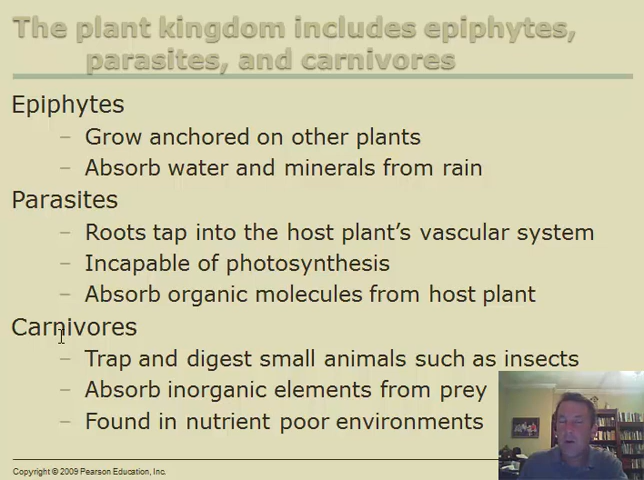 The plant kingdom includes epiphytes,
parasites, and carnivores
Epiphytes
– Grow anchored on other plants
– Absorb water and minerals from rain
Parasites
– Roots tap into the host plant’s vascular system
– Incapable of photosynthesis
– Absorb organic molecules from host plant
Carnivores
– Trap and digest small animals such as insects
– Absorb inorganic elements from prey
– Found in nutrient poor environments
Copyright © 2009 Pearson Education, Inc.